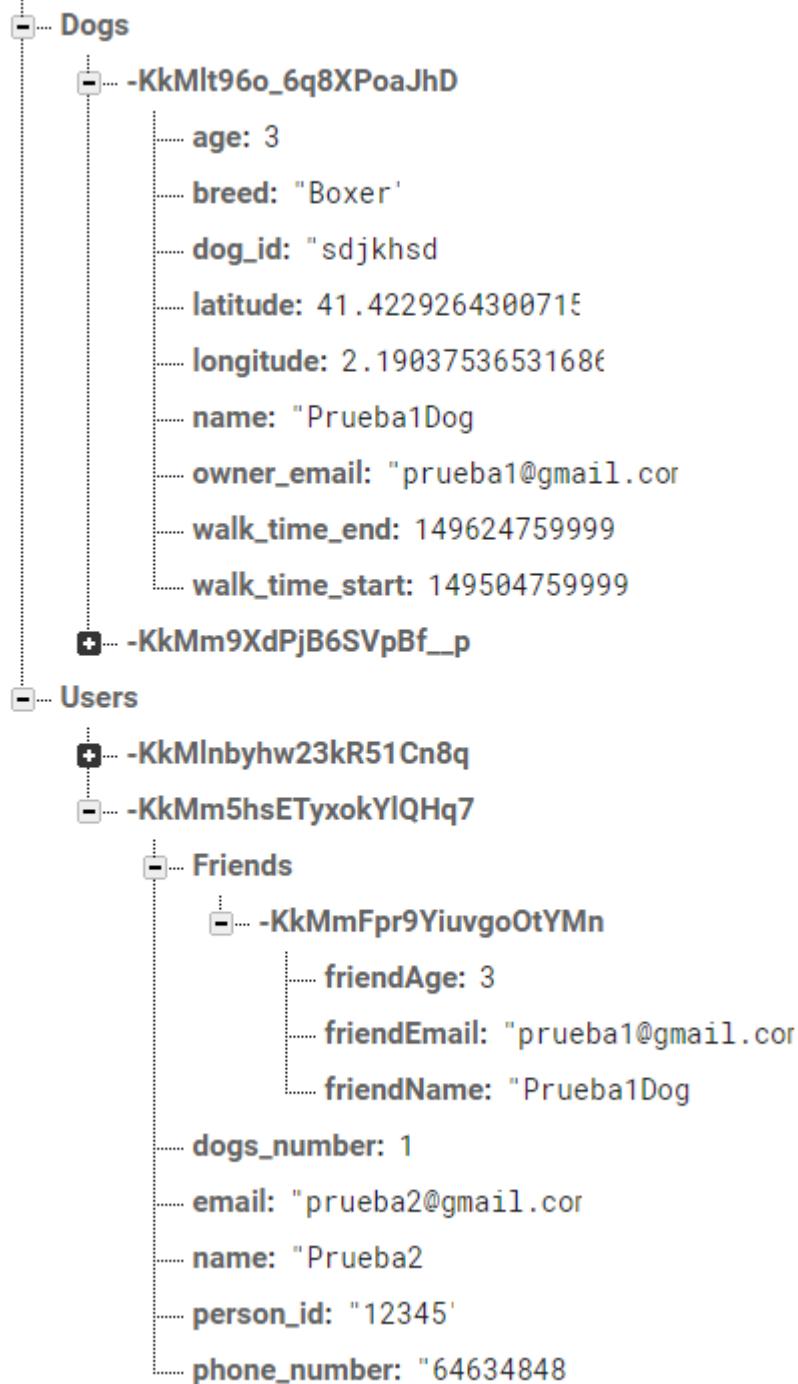 Dogs
-KkMlt96o_6q8XPoaJhD
age: 3
breed: "Boxer'
dog_id: "sdjkhsd
latitude: 41.4229264300715
longitude: 2.19037536531686
name: "Prueba1Dog
owner_email: "prueba1@gmail.cor
walk_time_end: 149624759999
walk_time_start: 149504759999
-KkMm9XdPjB6SVpBf__p
Users
-KkMlnbyhw23kR51Cn8q
-KkMm5hsETyxokYlQHq7
Friends
-KkMmFpr9YiuvgoOtYMn
friendAge: 3
friendEmail: "prueba1@gmail.cor
friendName: "Prueba1Dog
dogs_number: 1
email: "prueba2@gmail.cor
name: "Prueba2
person_id: "12345'
phone_number: "64634848